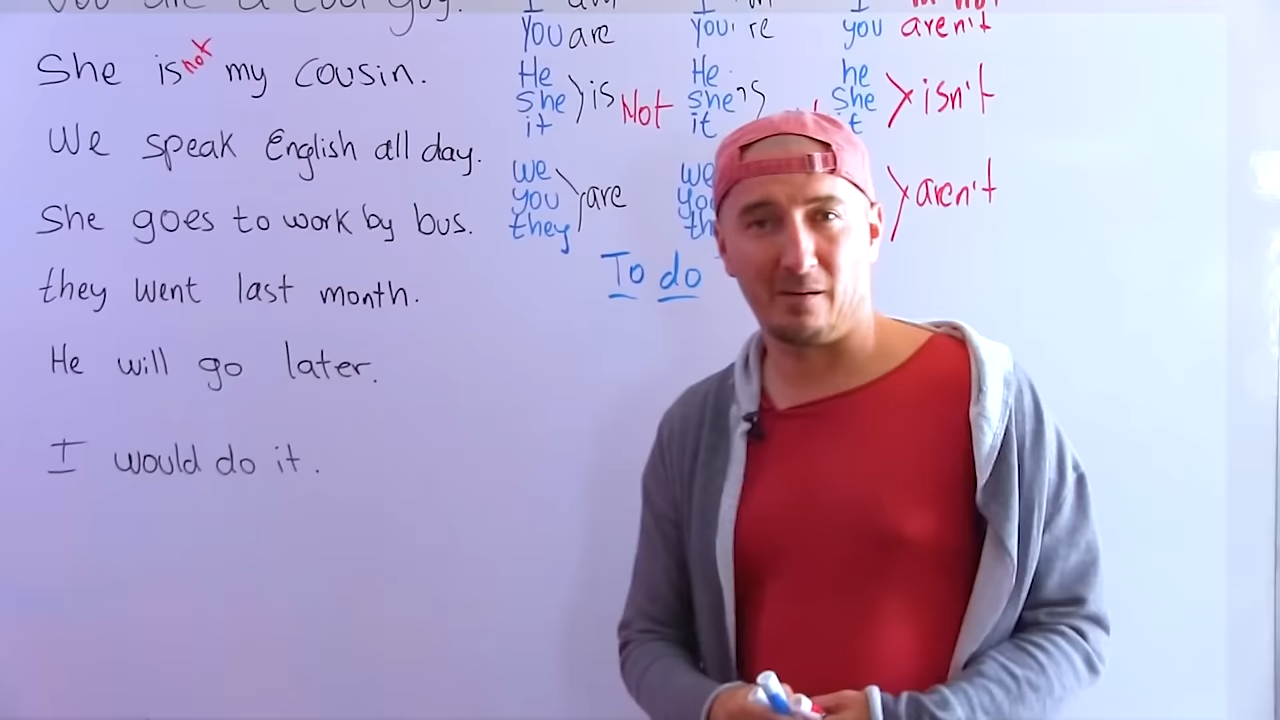 She is not my cousin.
We speak English all day.
She goes to work by bus.
they went last month.
He will go later.
I would do it.
You are
He
she
it
is
Not
we
you
they
are
You're
He
she
it
's
we
you aren't
he
she
it
isn't
aren't
To do